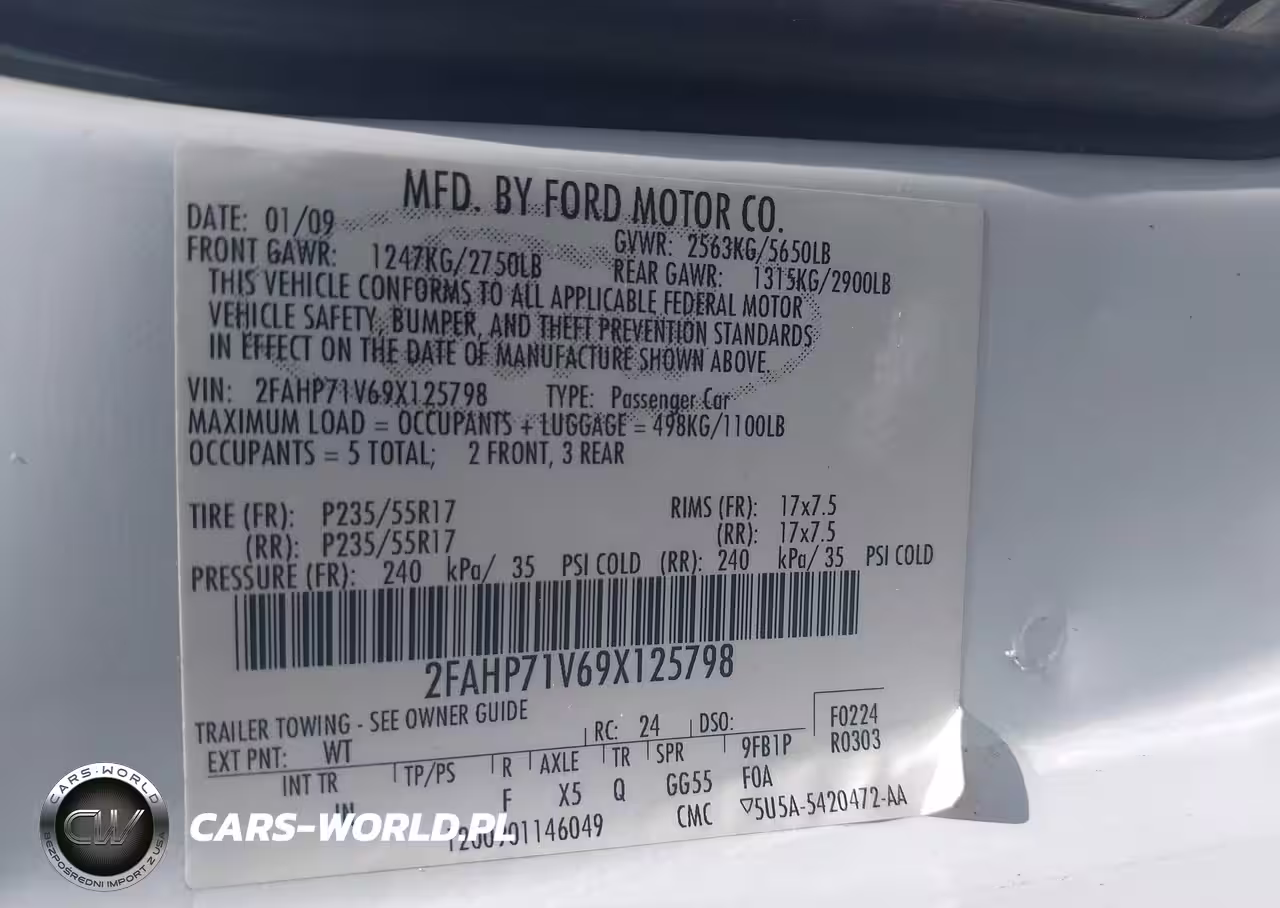 MFD. BY FORD MOTOR CO.
DATE: 01/09
GVWR: 2563KG/5650LB
FRONT GAWR: 1247KG/2750LB
REAR GAWR: 1315KG/2900LB
THIS VEHICLE CONFORMS TO ALL APPLICABLE FEDERAL MOTOR
VEHICLE SAFETY, BUMPER, AND THEFT PREVENTION STANDARDS
IN EFFECT ON THE DATE OF MANUFACTURE SHOWN ABOVE.
VIN: 2FAHP71V69X125798 TYPE: Passenger Car
MAXIMUM LOAD = OCCUPANTS + LUGGAGE = 498KG/1100LB
OCCUPANTS = 5 TOTAL; 2 FRONT, 3 REAR
TIRE (FR): P235/55R17 RIMS (FR): 17x7.5
(RR): P235/55R17 (RR): 17x7.5
PRESSURE (FR): 240 kPa/ 35 PSI COLD (RR): 240 kPa/ 35 PSI COLD
2FAHP71V69X125798
TRAILER TOWING - SEE OWNER GUIDE
EXT PNT: WT RC: 24 DSO: F0224
R0303
INT TR TP/PS R AXLE TR SPR 9FB1P
F X5 Q GG55 F0A
CMC ▽5U5A-5420472-AA
CARS-WORLD
CW
BEZPOŚREDNI IMPORT Z USA
CARS-WORLD.PL